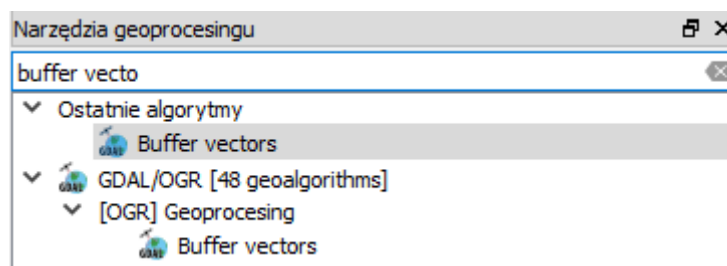 Narzędzia geoprocesingu
buffer vecto
Ostatnie algorytmy
Buffer vectors
GDAL/OGR [48 geoalgorithms]
[OGR] Geoprocesing
Buffer vectors